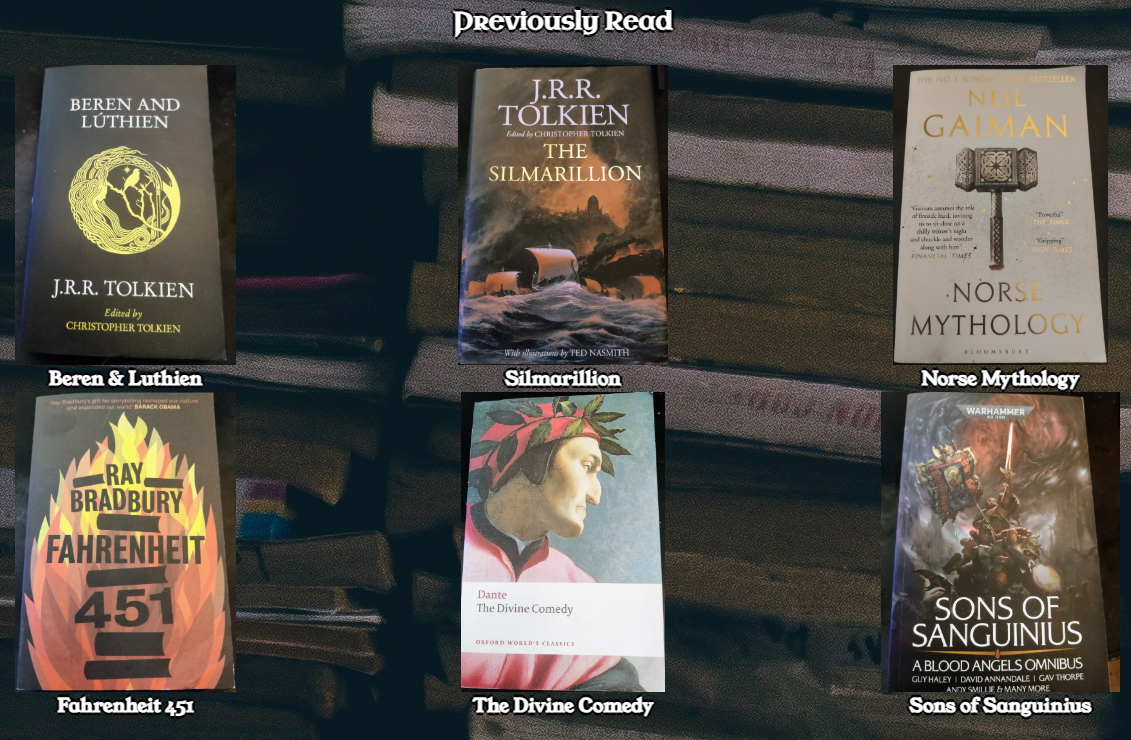 Previously Read
BEREN AND
LÚTHIEN
J.R.R. TOLKIEN
Edited by
CHRISTOPHER TOLKIEN
Beren & Luthien
J.R.R.
TOLKIEN
Edited by CHRISTOPHER TOLKIEN
THE
SILMARILLION
With illustrations by TED NASMITH
Silmarillion
THE NO.1 SUNDAY TIMES BESTSELLER
NEIL
GAIMAN
"Gaiman assumes the role
of fireside bard, inviting
us to sit close on a
chilly winter's night
and chuckle and wonder
along with him"
FINANCIAL TIMES
"Powerful"
THE TIMES
"Gripping"
IRISH TIMES
NORSE
MYTHOLOGY
BLOOMSBURY
Norse Mythology
'Ray Bradbury's gift for storytelling reshaped our culture
and expanded our world' BARACK OBAMA
RAY
BRADBURY
FAHRENHEIT
451
Fahrenheit 451
Dante
The Divine Comedy
OXFORD WORLD'S CLASSICS
The Divine Comedy
WARHAMMER
40,000
SONS OF
SANGUINIUS
A BLOOD ANGELS OMNIBUS
GUY HALEY | DAVID ANNANDALE | GAV THORPE
ANDY SMILLIE & MANY MORE
Sons of Sanguinius